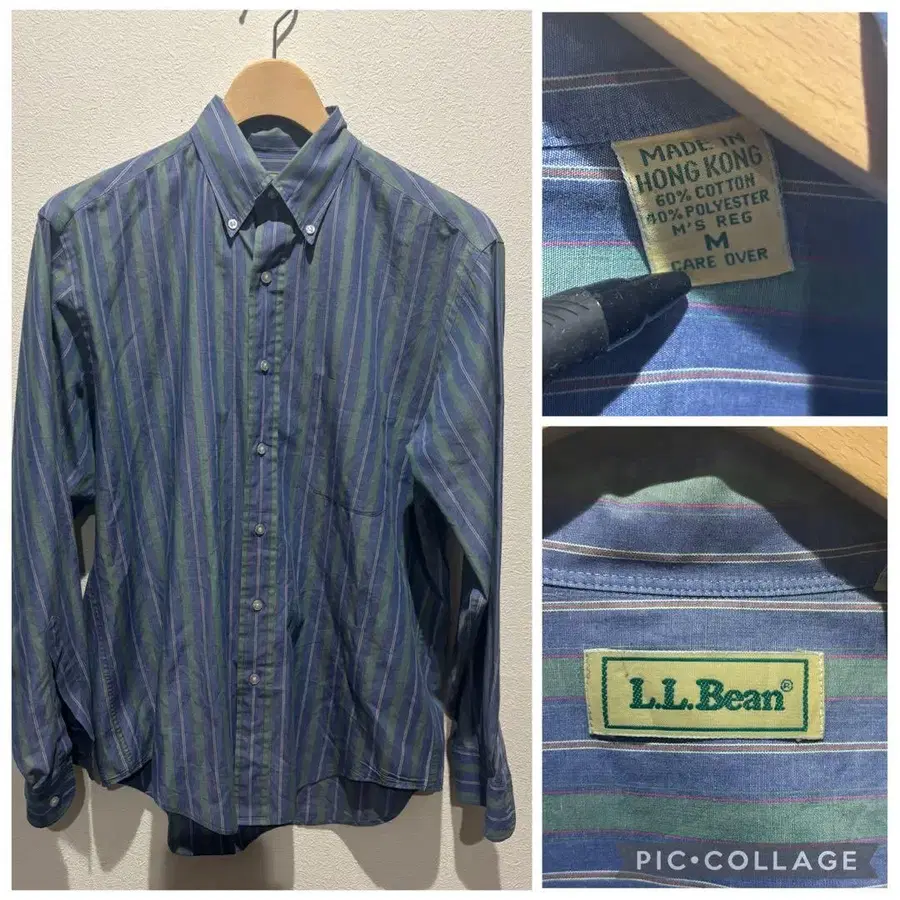 MADE IN
HONG KONG
60% COTTON
40% POLYESTER
M'S REG
M
CARE OVER
L.L.Bean®
PIC•COLLAGE